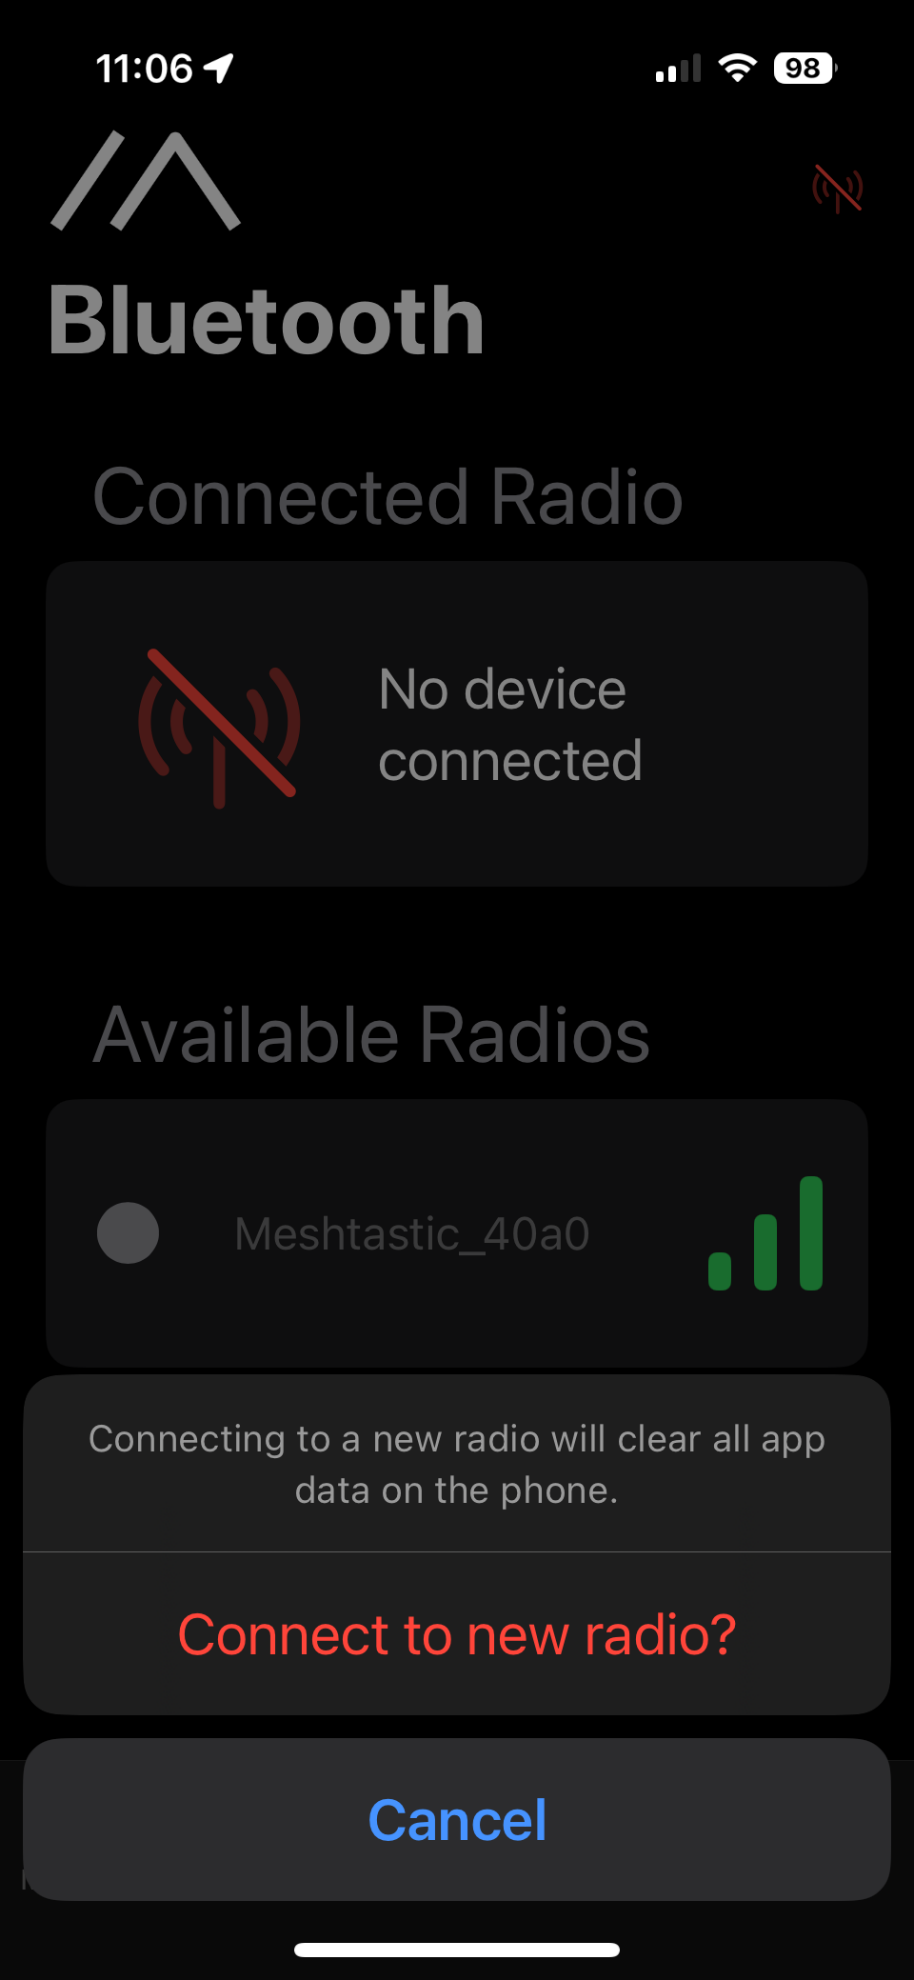 11:06
98
Bluetooth
Connected Radio
No device
connected
Available Radios
Meshtastic_40a0
Connecting to a new radio will clear all app
data on the phone.
Connect to new radio?
Cancel